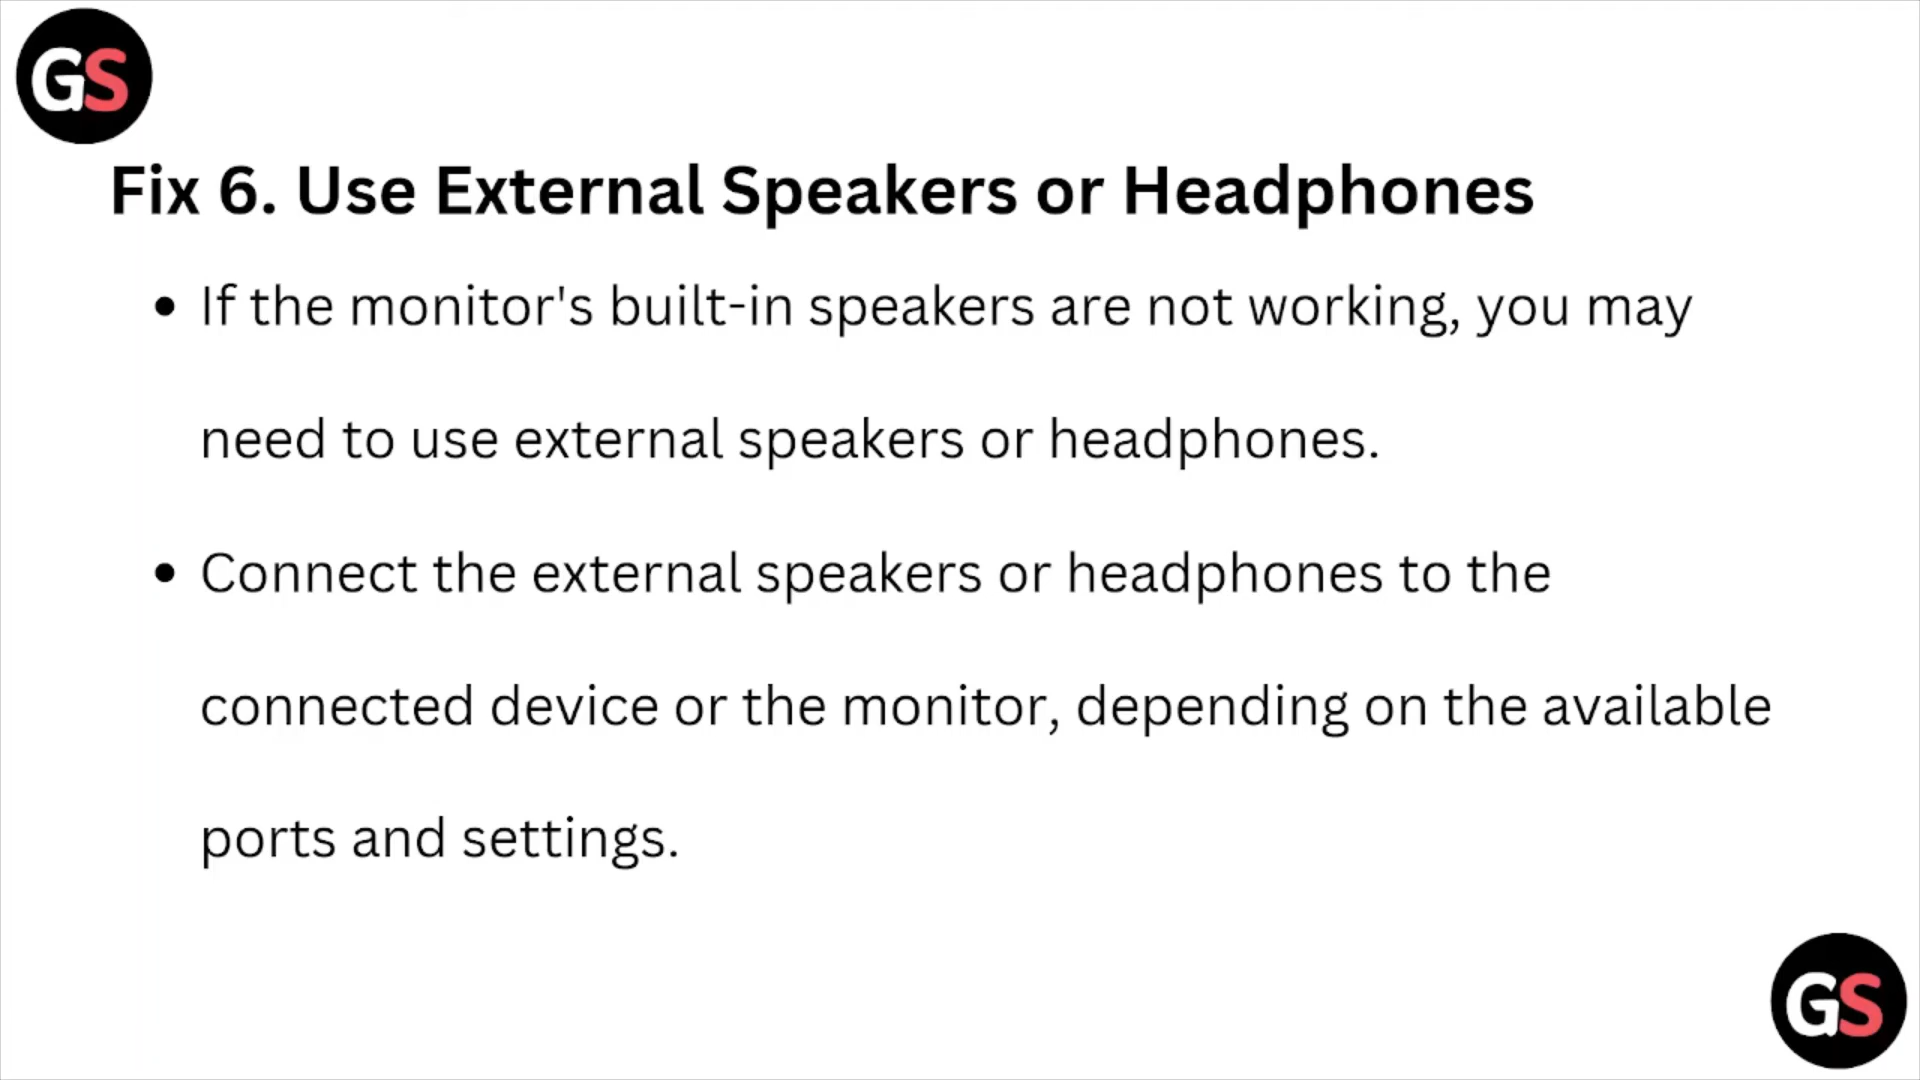 GS
Fix 6. Use External Speakers or Headphones
• If the monitor's built-in speakers are not working, you may
need to use external speakers or headphones.
• Connect the external speakers or headphones to the
connected device or the monitor, depending on the available
ports and settings.
GS